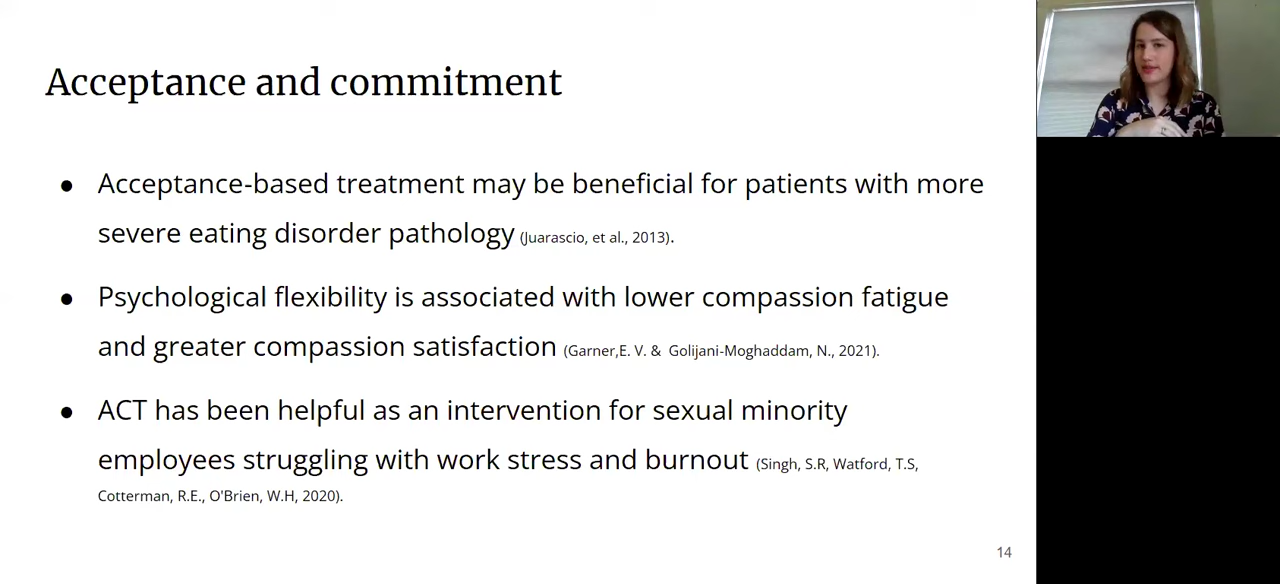 Acceptance and commitment
● Acceptance-based treatment may be beneficial for patients with more
severe eating disorder pathology (Juarascio, et al., 2013).
● Psychological flexibility is associated with lower compassion fatigue
and greater compassion satisfaction (Garner,E. V. & Golijani-Moghaddam, N., 2021).
● ACT has been helpful as an intervention for sexual minority
employees struggling with work stress and burnout (Singh, S.R, Watford, T.S,
Cotterman, R.E., O'Brien, W.H, 2020).
14